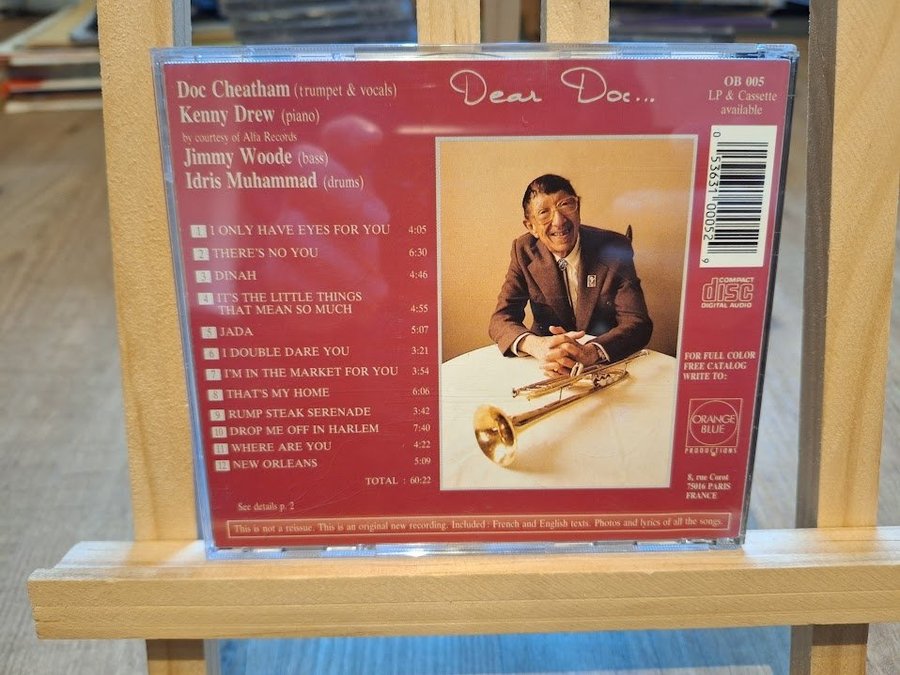 Doc Cheatham (trumpet & vocals)
Kenny Drew (piano)
by courtesy of Alfa Records
Jimmy Woode (bass)
Idris Muhammad (drums)
Dear Doc...
OB 005
LP & Cassette
available
0 53631 00052 9
1 I ONLY HAVE EYES FOR YOU 4:05
2 THERE'S NO YOU 6:30
3 DINAH 4:46
4 IT'S THE LITTLE THINGS
THAT MEAN SO MUCH 4:55
5 JADA 5:07
6 I DOUBLE DARE YOU 3:21
7 I'M IN THE MARKET FOR YOU 3:54
8 THAT'S MY HOME 6:06
9 RUMP STEAK SERENADE 3:42
10 DROP ME OFF IN HARLEM 7:40
11 WHERE ARE YOU 4:22
12 NEW ORLEANS 5:09
TOTAL : 60:22
See details p. 2
COMPACT
disc
DIGITAL AUDIO
FOR FULL COLOR
FREE CATALOG
WRITE TO:
ORANGE
BLUE
PRODUCTIONS
8, rue Corot
75016 PARIS
FRANCE
This is not a reissue. This is an original new recording. Included : French and English texts. Photos and lyrics of all the songs.